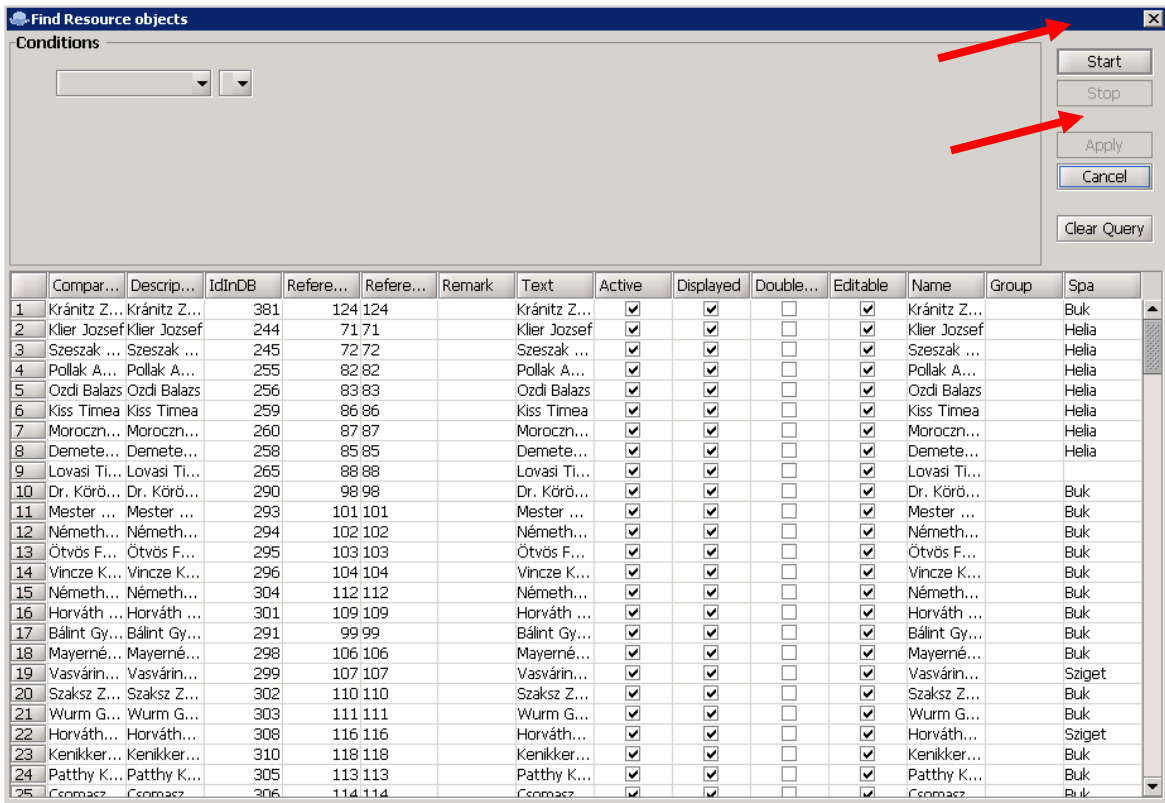 Find Resource objects
Conditions
Start
Stop
Apply
Cancel
Clear Query
Compar... Descrip... IdInDB Refere... Refere... Remark Text Active Displayed Double... Editable Name Group Spa
1 Kránitz Z... Kránitz Z... 381 124 124 Kránitz Z... Kránitz Z... Buk
2 Klier Jozsef Klier Jozsef 244 71 71 Klier Jozsef Klier Jozsef Helia
3 Szeszak ... Szeszak ... 245 72 72 Szeszak ... Szeszak ... Helia
4 Pollak A... Pollak A... 255 82 82 Pollak A... Pollak A... Helia
5 Ozdi Balazs Ozdi Balazs 256 83 83 Ozdi Balazs Ozdi Balazs Helia
6 Kiss Timea Kiss Timea 259 86 86 Kiss Timea Kiss Timea Helia
7 Moroczn... Moroczn... 260 87 87 Moroczn... Moroczn... Helia
8 Demete... Demete... 258 85 85 Demete... Demete... Helia
9 Lovasi Ti... Lovasi Ti... 265 88 88 Lovasi Ti... Lovasi Ti...
10 Dr. Körö... Dr. Körö... 290 98 98 Dr. Körö... Dr. Körö... Buk
11 Mester ... Mester ... 293 101 101 Mester ... Mester ... Buk
12 Németh... Németh... 294 102 102 Németh... Németh... Buk
13 Ötvös F... Ötvös F... 295 103 103 Ötvös F... Ötvös F... Buk
14 Vincze K... Vincze K... 296 104 104 Vincze K... Vincze K... Buk
15 Németh... Németh... 304 112 112 Németh... Németh... Buk
16 Horváth ... Horváth ... 301 109 109 Horváth ... Horváth ... Buk
17 Bálint Gy... Bálint Gy... 291 99 99 Bálint Gy... Bálint Gy... Buk
18 Mayerné... Mayerné... 298 106 106 Mayerné... Mayerné... Buk
19 Vasvárin... Vasvárin... 299 107 107 Vasvárin... Vasvárin... Sziget
20 Szaksz Z... Szaksz Z... 302 110 110 Szaksz Z... Szaksz Z... Buk
21 Wurm G... Wurm G... 303 111 111 Wurm G... Wurm G... Buk
22 Horváth... Horváth... 308 116 116 Horváth... Horváth... Sziget
23 Kenikker... Kenikker... 310 118 118 Kenikker... Kenikker... Buk
24 Patthy K... Patthy K... 305 113 113 Patthy K... Patthy K... Buk
25 Csomasz... Csomasz... 306 114 114 Csomasz... Csomasz... Buk